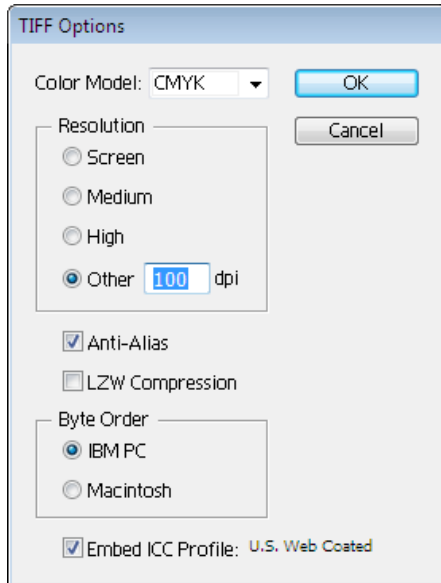 TIFF Options
Color Model: CMYK
OK
Resolution
Cancel
Screen
Medium
High
Other 100 dpi
Anti-Alias
LZW Compression
Byte Order
IBM PC
Macintosh
Embed ICC Profile: U.S. Web Coated